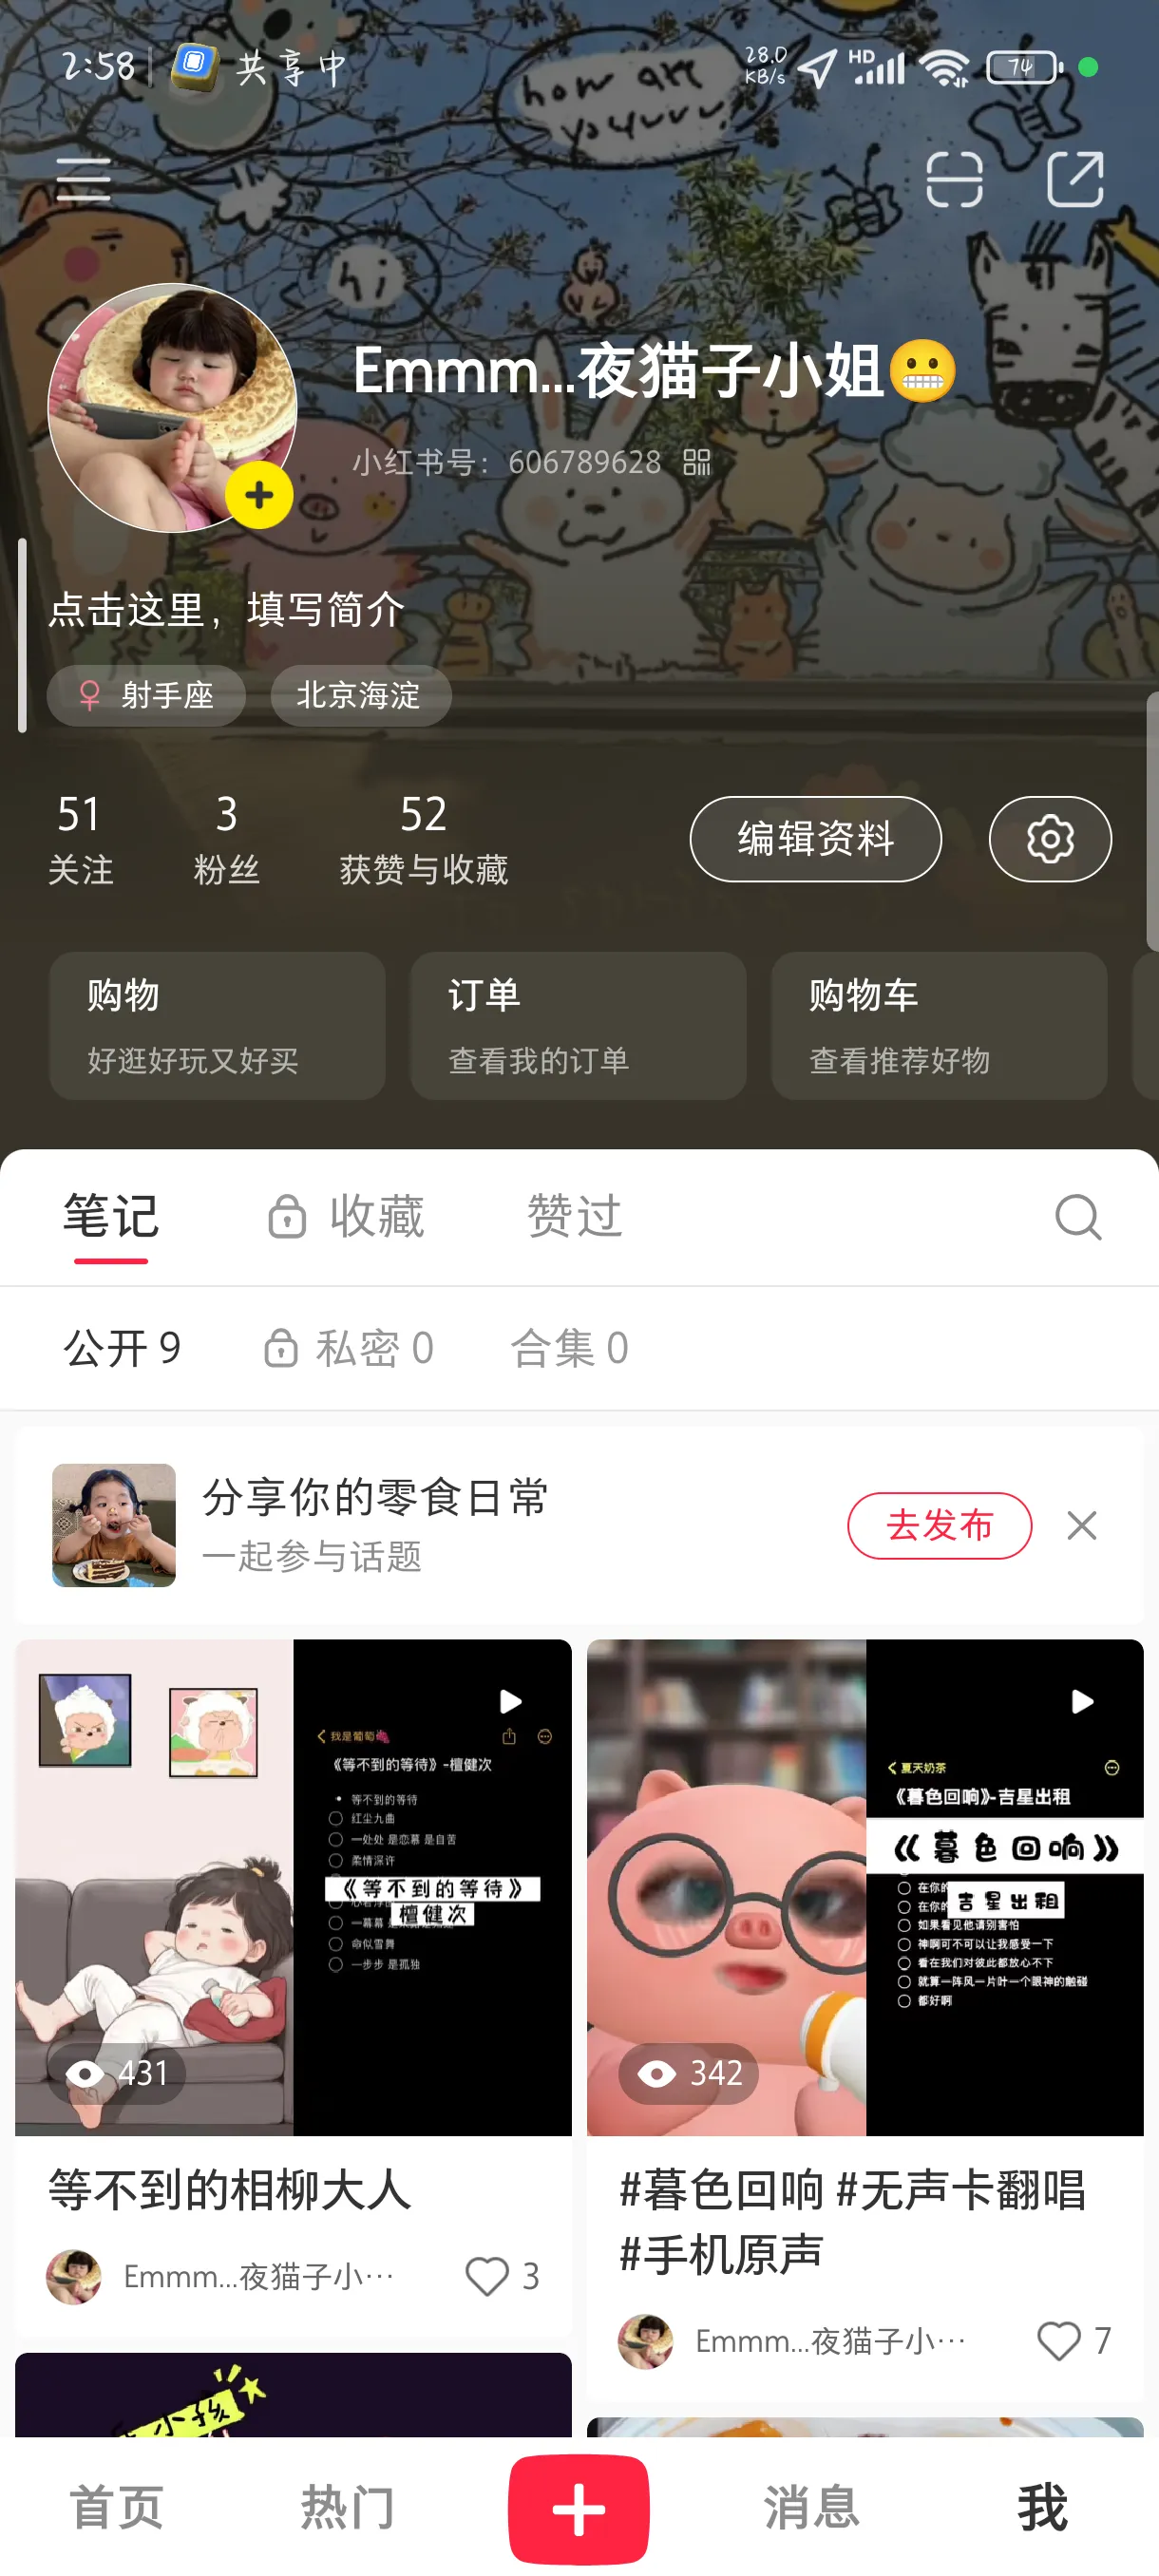 2:58
共享中
28.0 KB/s
HD
74
how are
hi
Emmm...夜猫子小姐😬
小红书号：606789628
点击这里，填写简介
♀ 射手座
北京海淀
51 关注
3 粉丝
52 获赞与收藏
编辑资料
购物
好逛好玩又好买
订单
查看我的订单
购物车
查看推荐好物
笔记 收藏 赞过
公开 9 私密 0 合集 0
分享你的零食日常
一起参与话题
去发布
我是葡萄🍇
《等不到的等待》-檀健次
等不到的等待
红尘九曲
一处处 是恋慕 是自苦
柔情深许
《等不到的等待》
檀健次
一幕幕
命似雪舞
一步步 是孤独
431
等不到的相柳大人
Emmm...夜猫子小…
3
夏天奶茶
《暮色回响》-吉星出租
《暮色回响》
在你的
在你的
吉星出租
如果看见他请别害怕
神啊可不可以让我感受一下
看在我们对彼此都放心不下
就算一阵风一片叶一个眼神的触碰
都好啊
342
#暮色回响 #无声卡翻唱
#手机原声
Emmm...夜猫子小…
7
小孩
首页
热门
消息
我